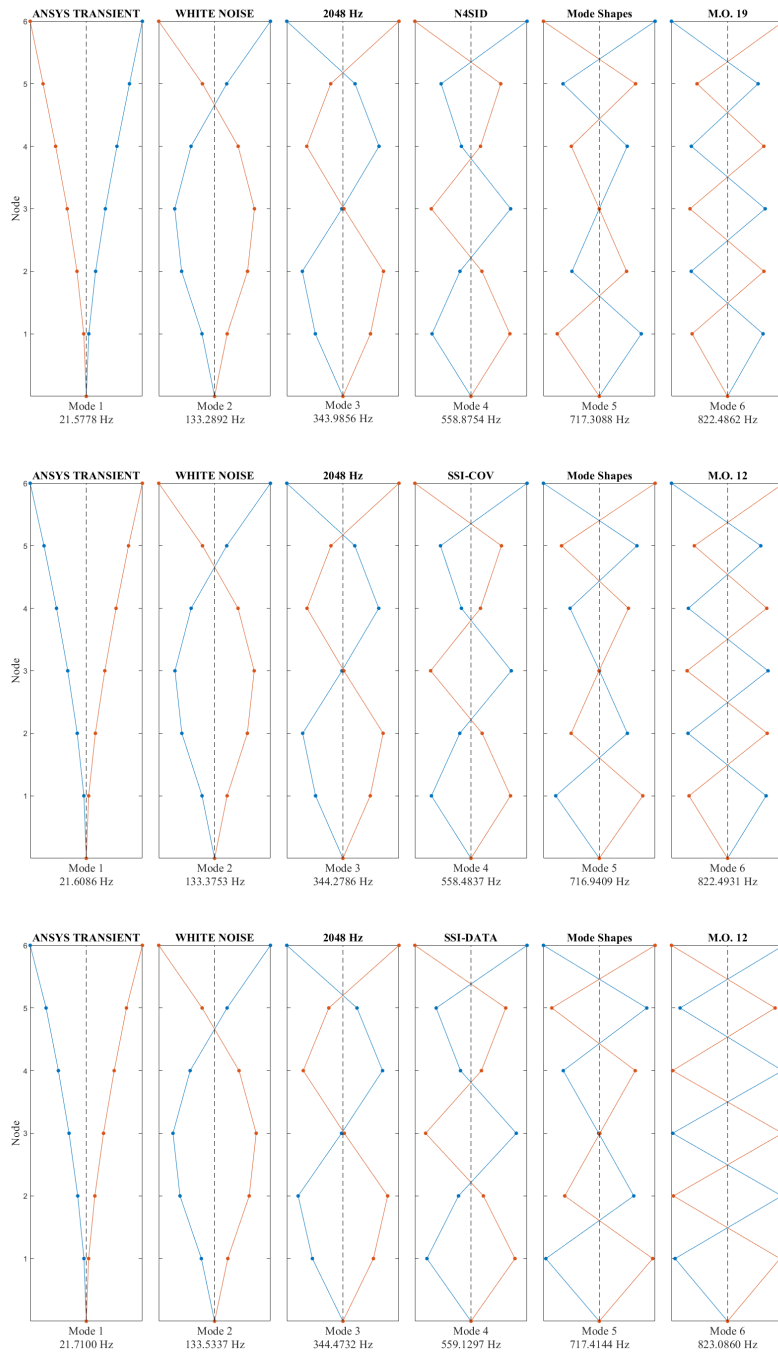 ANSYS TRANSIENT WHITE NOISE 2048 Hz N4SID Mode Shapes M.O. 19
6
5
4
3
2
1
Node
Mode 1 Mode 2 Mode 3 Mode 4 Mode 5 Mode 6
21.5778 Hz 133.2892 Hz 343.9856 Hz 558.8754 Hz 717.3088 Hz 822.4862 Hz
ANSYS TRANSIENT WHITE NOISE 2048 Hz SSI-COV Mode Shapes M.O. 12
6
5
4
3
2
1
Node
Mode 1 Mode 2 Mode 3 Mode 4 Mode 5 Mode 6
21.6086 Hz 133.3753 Hz 344.2786 Hz 558.4837 Hz 716.9409 Hz 822.4931 Hz
ANSYS TRANSIENT WHITE NOISE 2048 Hz SSI-DATA Mode Shapes M.O. 12
6
5
4
3
2
1
Node
Mode 1 Mode 2 Mode 3 Mode 4 Mode 5 Mode 6
21.7100 Hz 133.5337 Hz 344.4732 Hz 559.1297 Hz 717.4144 Hz 823.0860 Hz